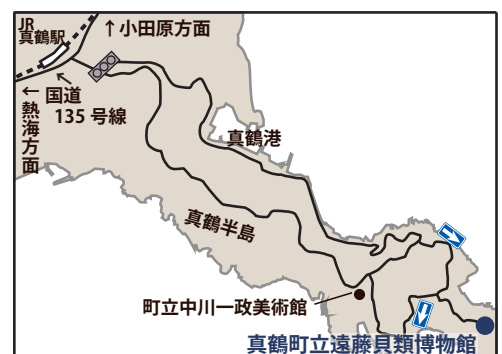 JR
真鶴駅
↑小田原方面
←熱海方面
国道
135 号線
真鶴港
真鶴半島
町立中川一政美術館
真鶴町立遠藤貝類博物館